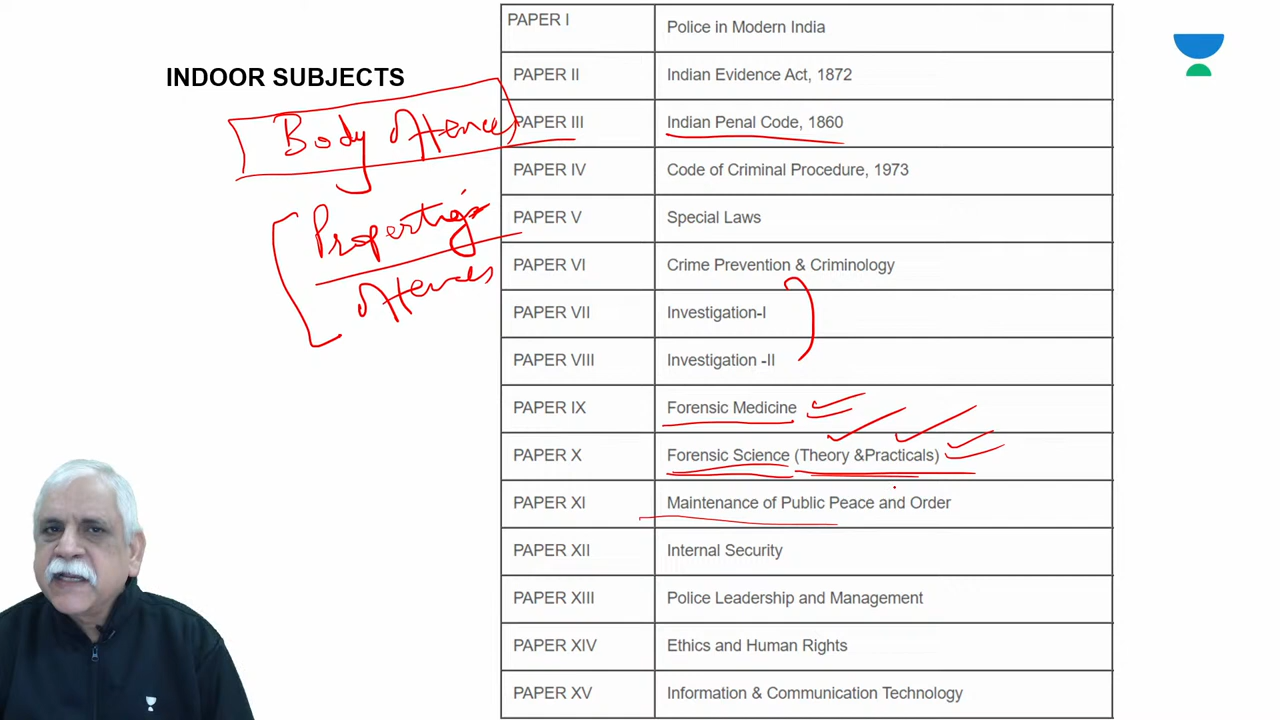 INDOOR SUBJECTS
Body offences
Properties
offences
PAPER I Police in Modern India
PAPER II Indian Evidence Act, 1872
PAPER III Indian Penal Code, 1860
PAPER IV Code of Criminal Procedure, 1973
PAPER V Special Laws
PAPER VI Crime Prevention & Criminology
PAPER VII Investigation-I
PAPER VIII Investigation -II
PAPER IX Forensic Medicine
PAPER X Forensic Science (Theory &Practicals)
PAPER XI Maintenance of Public Peace and Order
PAPER XII Internal Security
PAPER XIII Police Leadership and Management
PAPER XIV Ethics and Human Rights
PAPER XV Information & Communication Technology